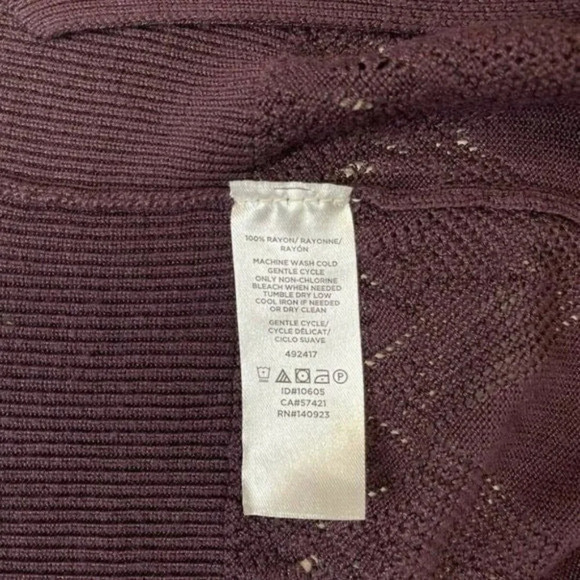 100% RAYON/ RAYONNE/
RAYÓN
MACHINE WASH COLD
GENTLE CYCLE
ONLY NON-CHLORINE
BLEACH WHEN NEEDED
TUMBLE DRY LOW
COOL IRON IF NEEDED
OR DRY CLEAN
GENTLE CYCLE/
CYCLE DÉLICAT/
CICLO SUAVE
492417
P
ID#10605
CA#57421
RN#140923